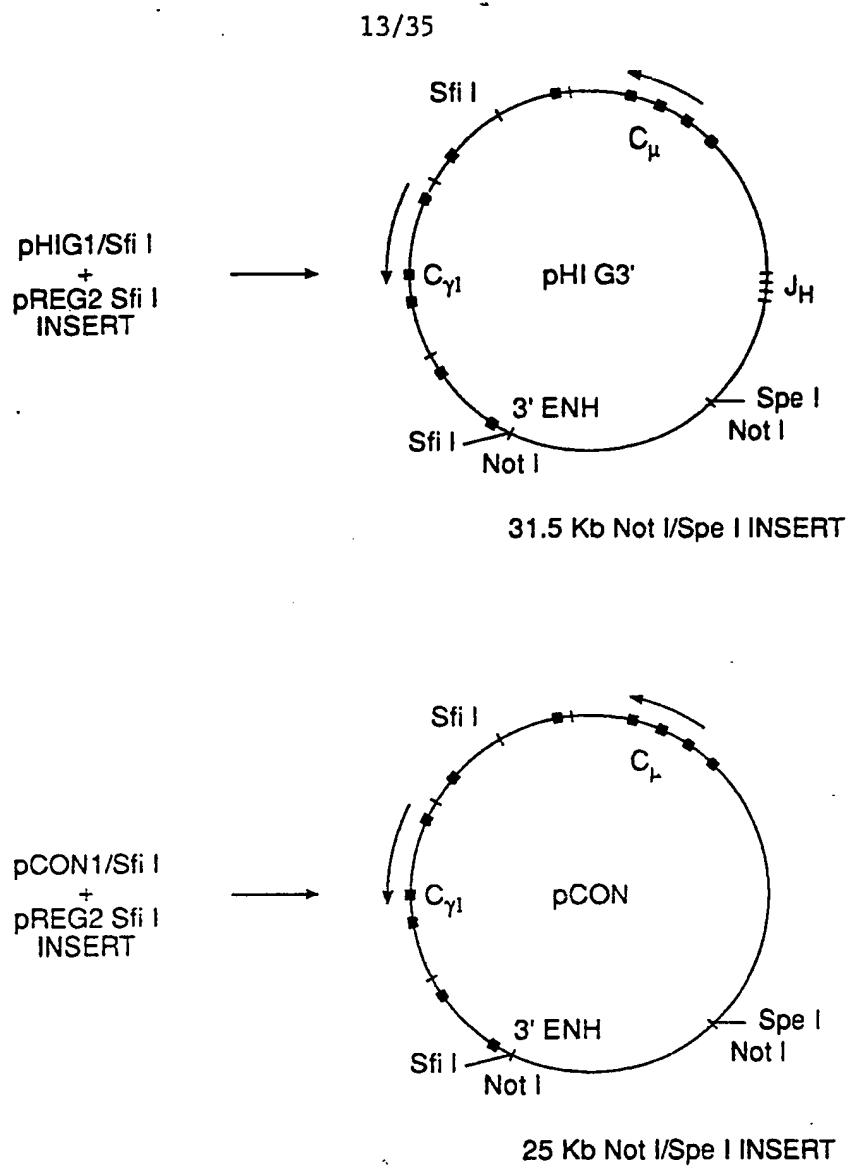 13/35
Sfi I
Cμ
pHIG1/Sfi I
+
pREG2 Sfi I
INSERT
Cγ1
pHI G3'
JH
3' ENH
Spe I
Not I
Sfi I
Not I
31.5 Kb Not I/Spe I INSERT
Sfi I
Cμ
pCON1/Sfi I
+
pREG2 Sfi I
INSERT
Cγ1
pCON
3' ENH
Spe I
Not I
Sfi I
Not I
25 Kb Not I/Spe I INSERT